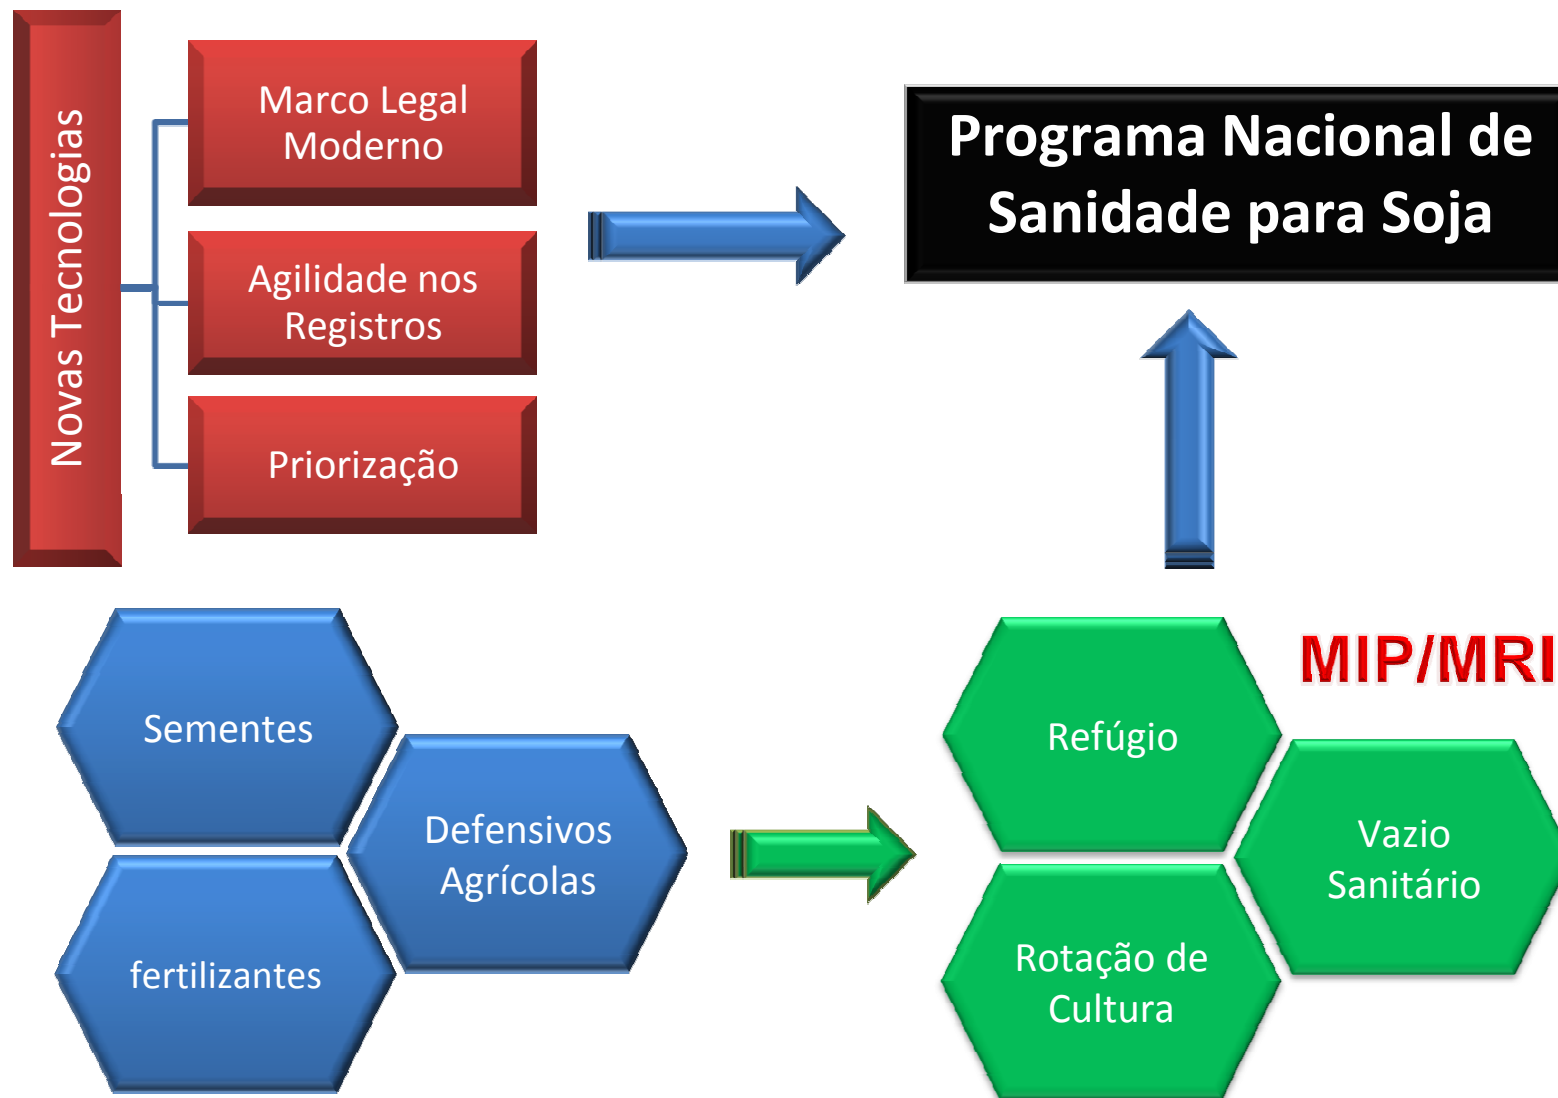 Novas Tecnologias
Marco Legal
Moderno
Agilidade nos
Registros
Priorização
Programa Nacional de
Sanidade para Soja
Sementes
Defensivos
Agrícolas
fertilizantes
MIP/MRI
Refúgio
Vazio
Sanitário
Rotação de
Cultura